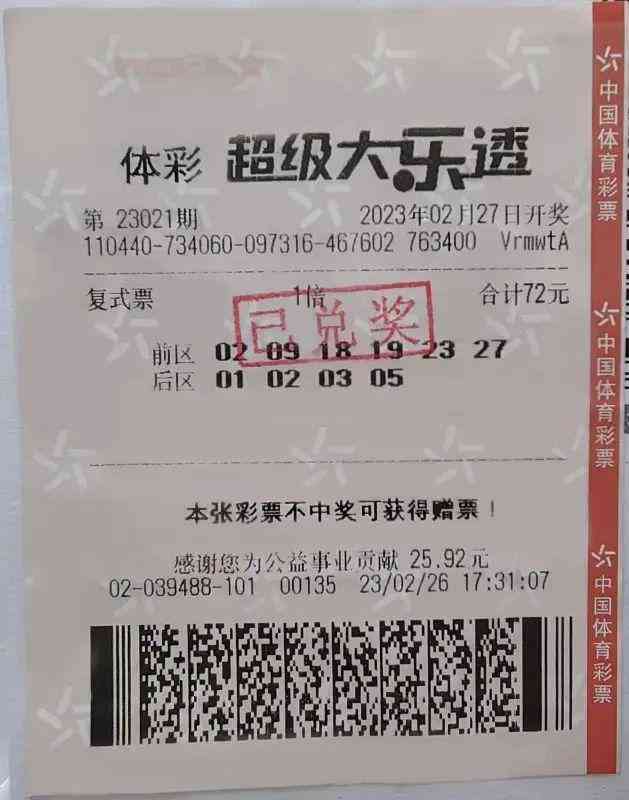 体彩 超级大乐透
第 23021期 2023年02月27日开奖
110440-734060-097316-467602 763400 VrmwtA
复式票 1倍 合计72元
已兑奖
前区 02 09 18 19 23 27
后区 01 02 03 05
本张彩票不中奖可获得赠票！
感谢您为公益事业贡献 25.92元
02-039488-101 00135 23/02/26 17:31:07
中国体育彩票
中国体育彩票
中国体育彩票